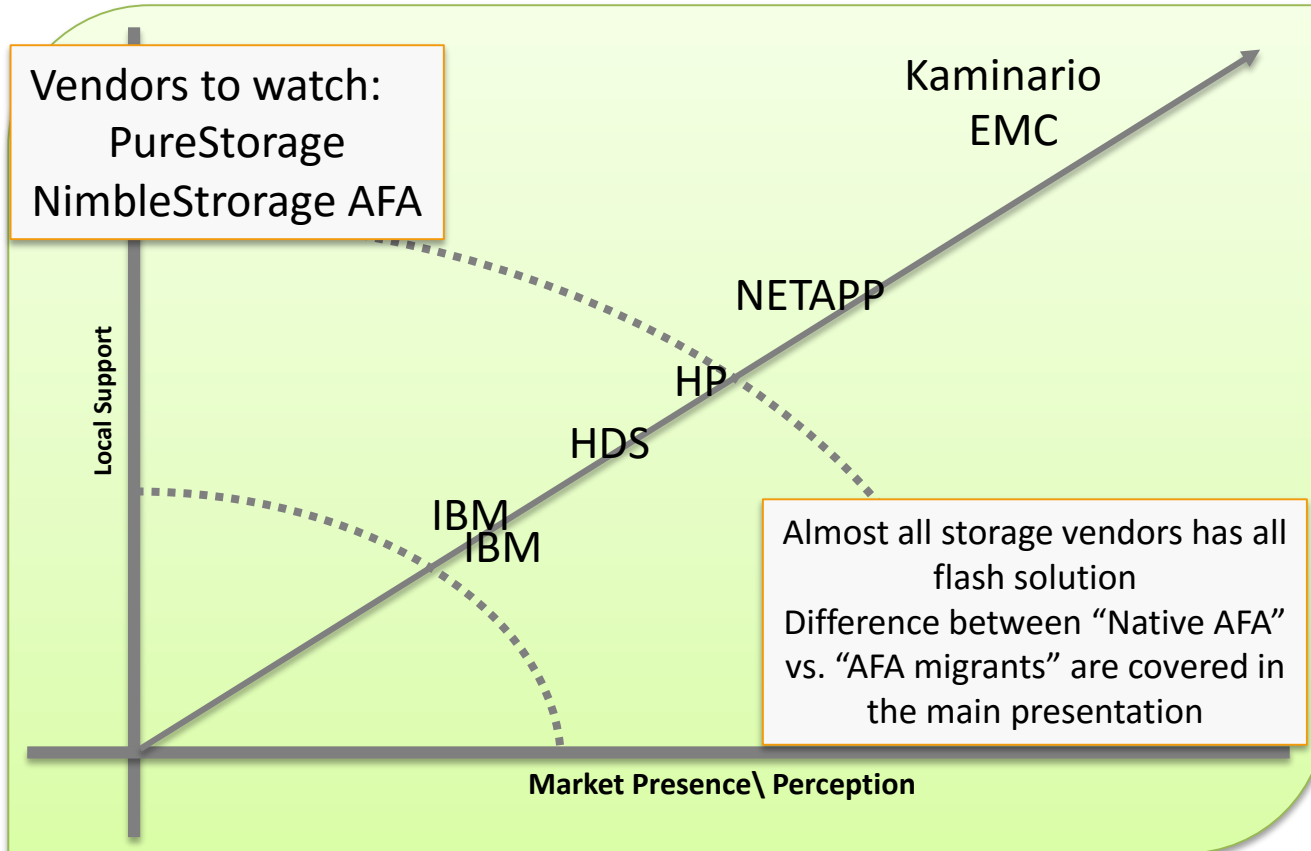 Vendors to watch:
PureStorage
NimbleStrorage AFA
Kaminario
EMC
NETAPP
HP
HDS
IBM
IBM
Local Support
Almost all storage vendors has all
flash solution
Difference between “Native AFA”
vs. “AFA migrants” are covered in
the main presentation
Market Presence\ Perception